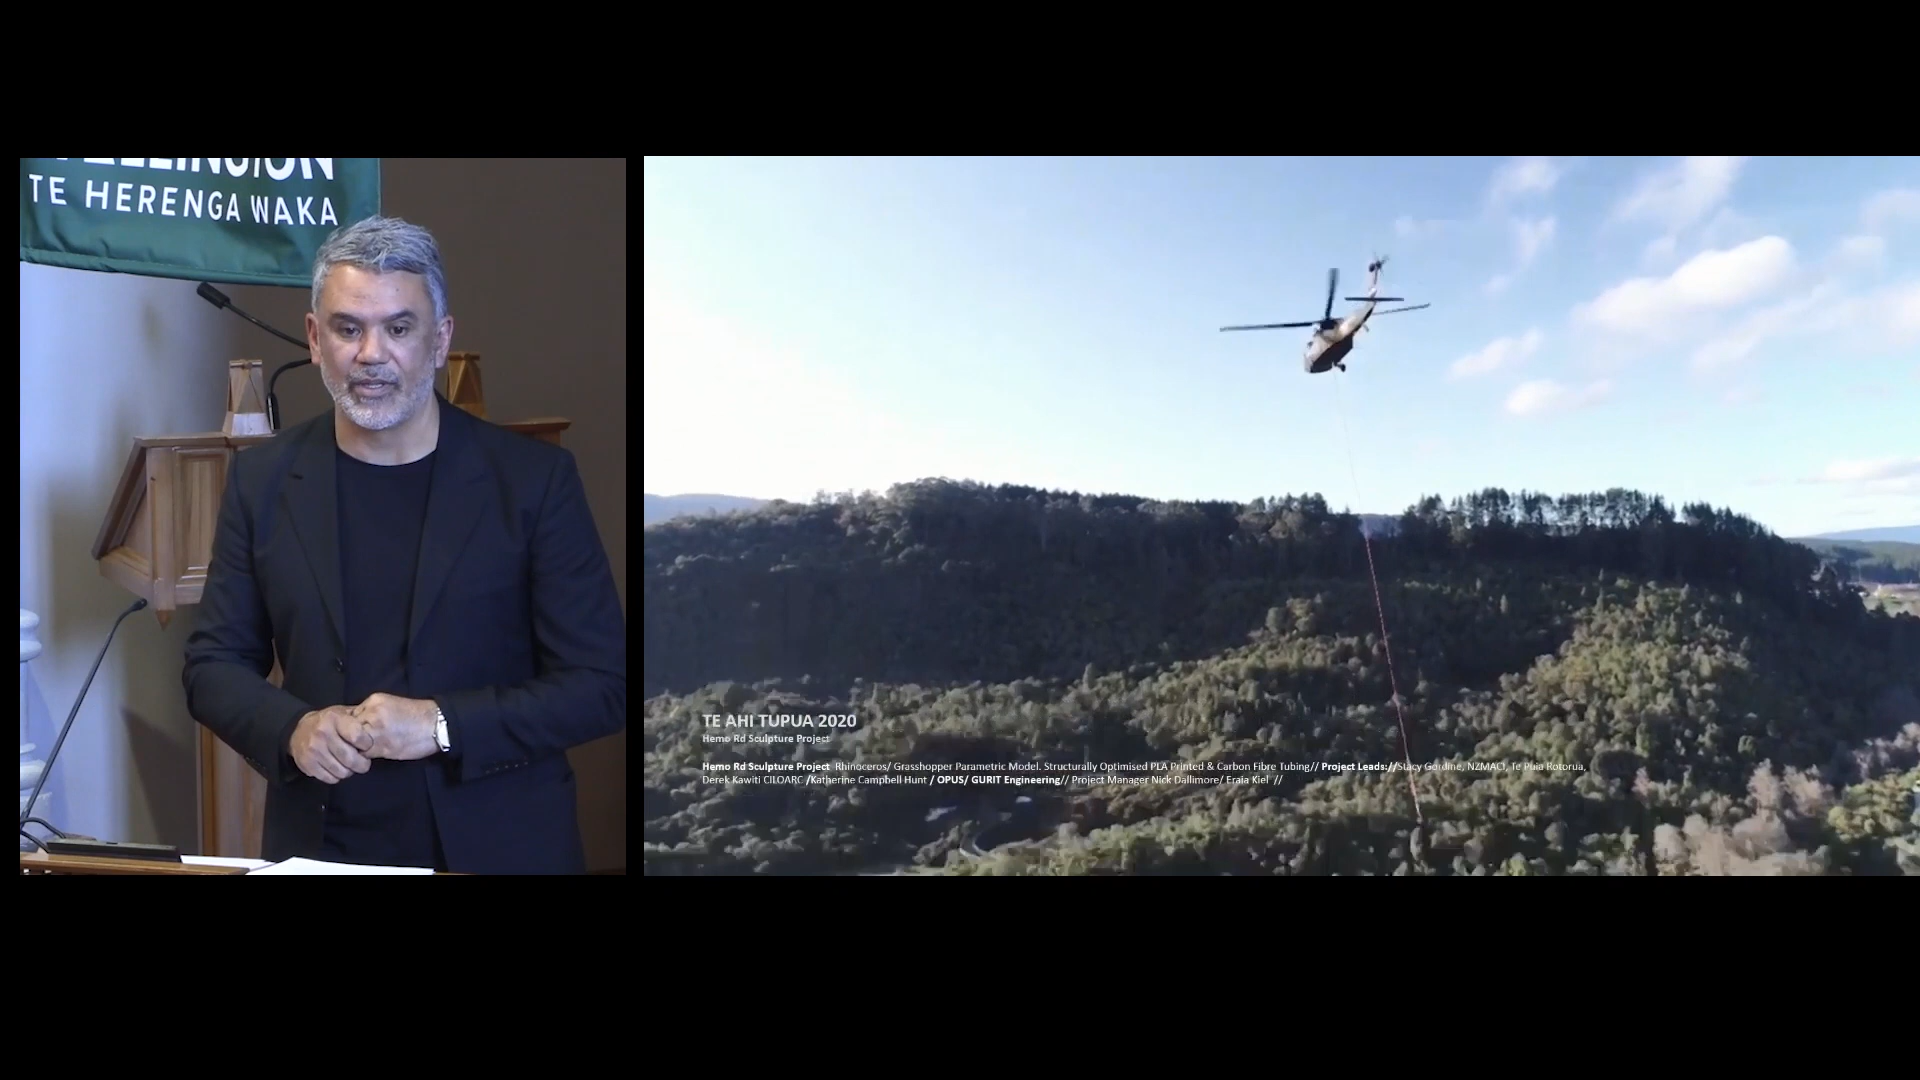 TE HERENGA WAKA
TE AHI TUPUA 2020
Hemo Rd Sculpture Project
Hemo Rd Sculpture Project Rhinoceros/ Grasshopper Parametric Model. Structurally Optimised PLA Printed & Carbon Fibre Tubing// Project Leads://Stacy Gordine, NZMACI, Te Puia Rotorua,
Derek Kawiti CILOARC /Katherine Campbell Hunt / OPUS/ GURIT Engineering// Project Manager Nick Dallimore/ Eraia Kiel //